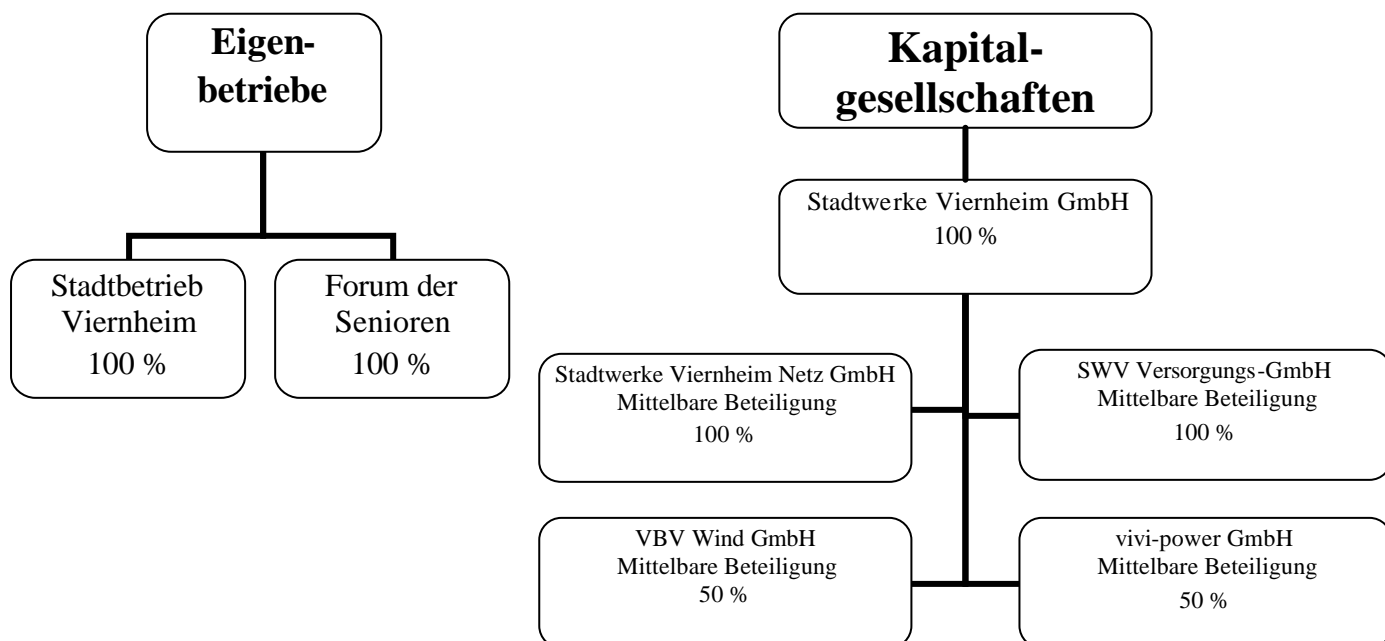 Eigen-
betriebe
Kapital-
gesellschaften
Stadtwerke Viernheim GmbH
100 %
Stadtbetrieb
Viernheim
100 %
Forum der
Senioren
100 %
Stadtwerke Viernheim Netz GmbH
Mittelbare Beteiligung
100 %
SWV Versorgungs-GmbH
Mittelbare Beteiligung
100 %
VBV Wind GmbH
Mittelbare Beteiligung
50 %
vivi-power GmbH
Mittelbare Beteiligung
50 %